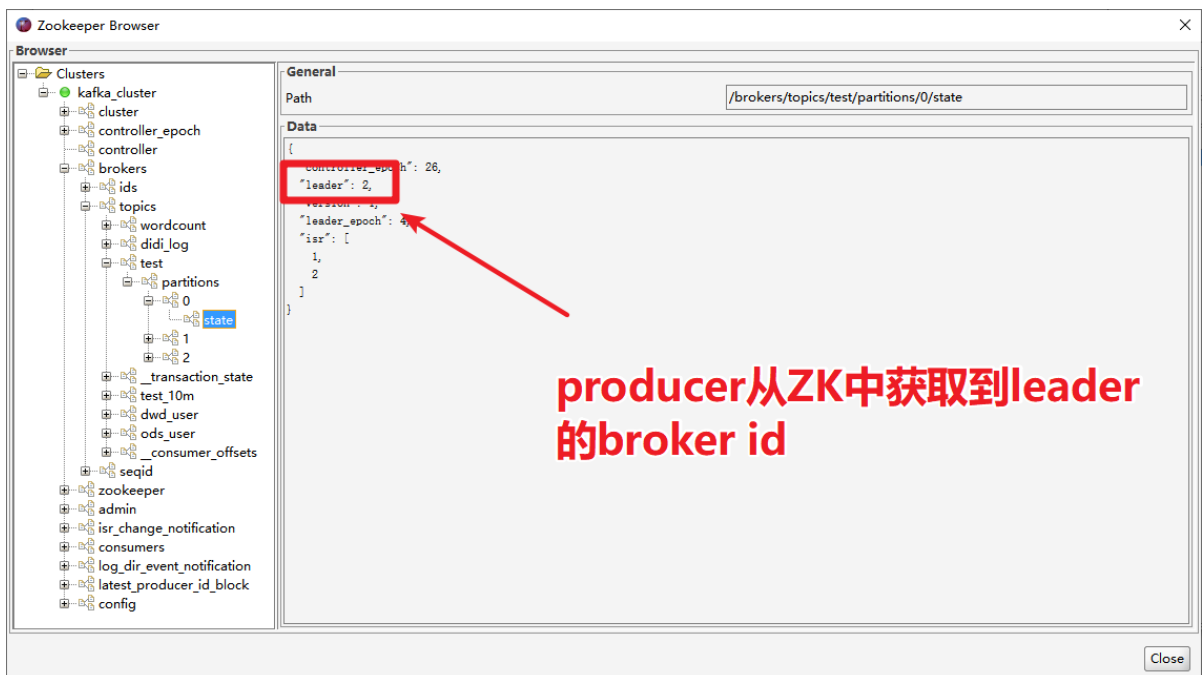 Zookeeper Browser
Browser
Clusters
kafka_cluster
cluster
controller_epoch
controller
brokers
ids
topics
wordcount
didi_log
test
partitions
0
state
1
2
__transaction_state
test_10m
dwd_user
ods_user
__consumer_offsets
seqid
zookeeper
admin
isr_change_notification
consumers
log_dir_event_notification
latest_producer_id_block
config
General
Path
/brokers/topics/test/partitions/0/state
Data
{
"controller_epoch": 26,
"leader": 2,
"version": 1,
"leader_epoch": 4,
"isr": [
1,
2
]
}
producer从ZK中获取到leader
的broker id
Close